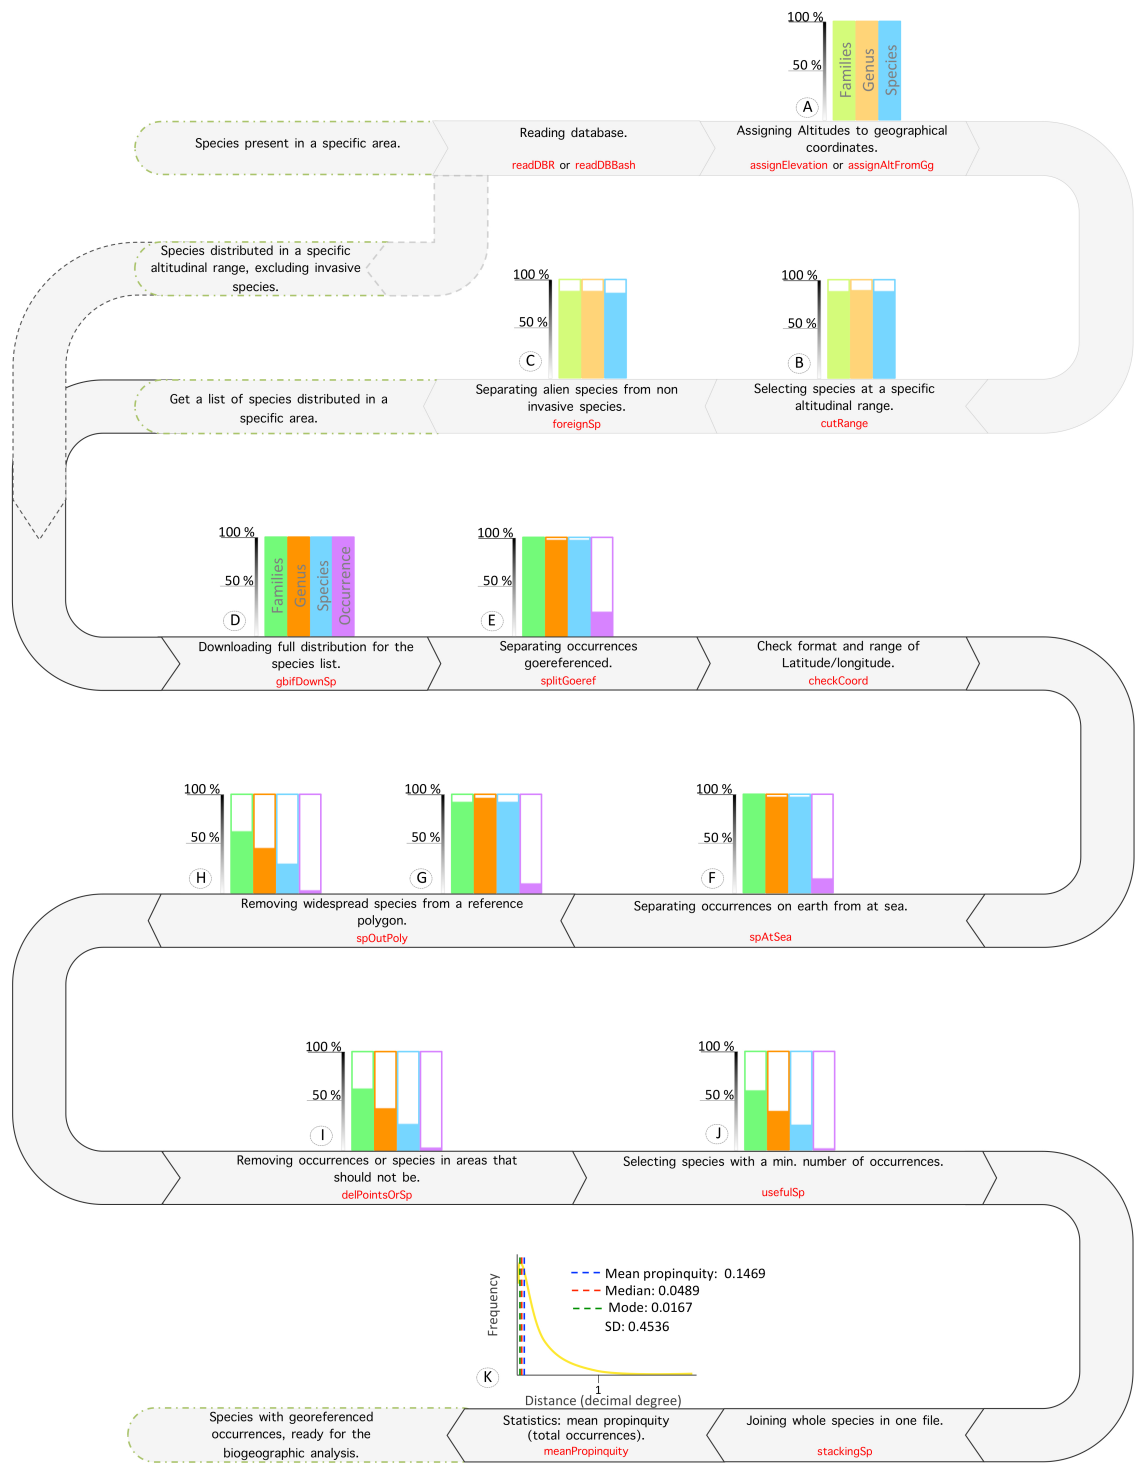 100 %
50 %
Families
Genus
Species
A
Species present in a specific area.
Reading database.
readDBR or readDBBash
Assigning Altitudes to geographical
coordinates.
assignElevation or assignAltFromGg
Species distributed in a specific
altitudinal range, excluding invasive
species.
100 %
50 %
C
100 %
50 %
B
Get a list of species distributed in a
specific area.
Separating alien species from non
invasive species.
foreignSp
Selecting species at a specific
altitudinal range.
cutRange
100 %
50 %
Families
Genus
Species
Occurrence
D
100 %
50 %
E
Downloading full distribution for the
species list.
gbifDownSp
Separating occurrences
goereferenced.
splitGoeref
Check format and range of
Latitude/longitude.
checkCoord
100 %
50 %
H
100 %
50 %
G
100 %
50 %
F
Removing widespread species from a reference
polygon.
spOutPoly
Separating occurrences on earth from at sea.
spAtSea
100 %
50 %
I
100 %
50 %
J
Removing occurrences or species in areas that
should not be.
delPointsOrSp
Selecting species with a min. number of occurrences.
usefulSp
Frequency
Mean propinquity: 0.1469
Median: 0.0489
Mode: 0.0167
SD: 0.4536
K
1
Distance (decimal degree)
Species with georeferenced
occurrences, ready for the
biogeographic analysis.
Statistics: mean propinquity
(total occurrences).
meanPropinquity
Joining whole species in one file.
stackingSp